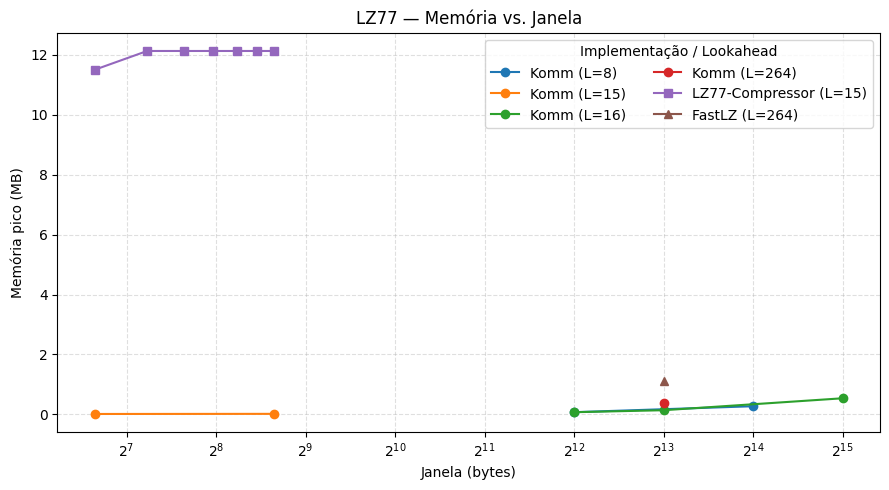 LZ77 — Memória vs. Janela
Implementação / Lookahead
Komm (L=8)
Komm (L=15)
Komm (L=16)
Komm (L=264)
LZ77-Compressor (L=15)
FastLZ (L=264)
Memória pico (MB)
12
10
8
6
4
2
0
2^7 2^8 2^9 2^10 2^11 2^12 2^13 2^14 2^15
Janela (bytes)